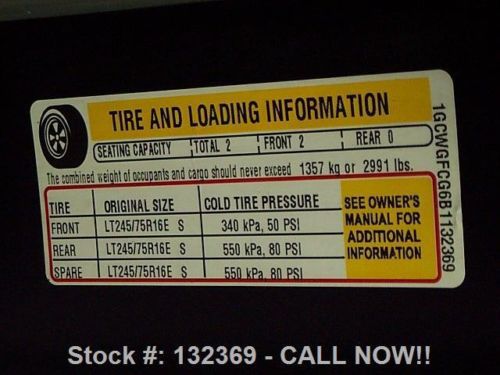 TIRE AND LOADING INFORMATION
SEATING CAPACITY TOTAL 2 FRONT 2 REAR 0
The combined weight of occupants and cargo should never exceed 1357 kg or 2991 lbs.
TIRE ORIGINAL SIZE COLD TIRE PRESSURE
FRONT LT245/75R16E S 340 kPa, 50 PSI
REAR LT245/75R16E S 550 kPa, 80 PSI
SPARE LT245/75R16E S 550 kPa, 80 PSI
SEE OWNER'S
MANUAL FOR
ADDITIONAL
INFORMATION
1GCWGFCG6B1132369
Stock #: 132369 - CALL NOW!!